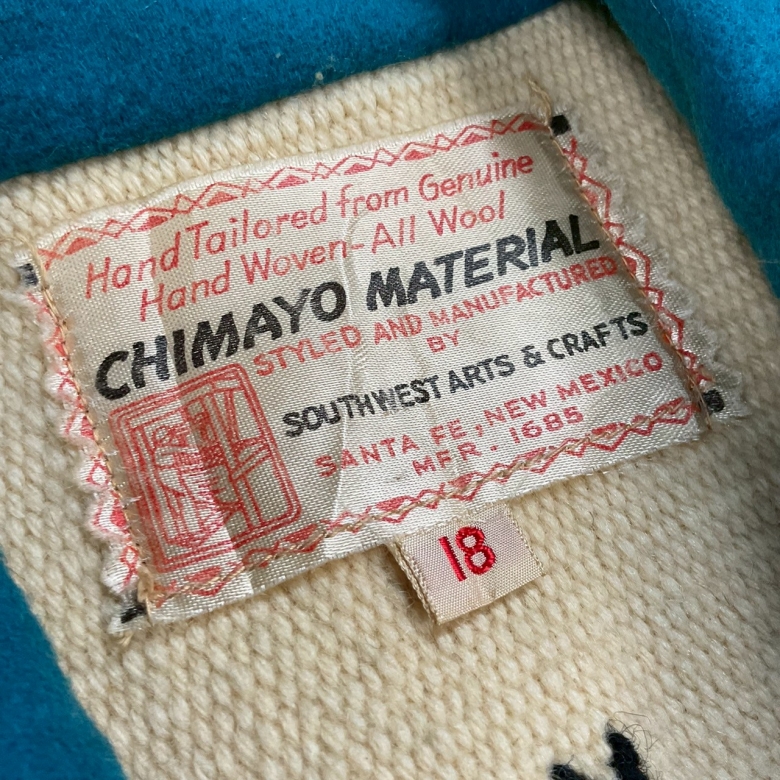 Hand Tailored from Genuine
Hand Woven-All Wool
CHIMAYO MATERIAL
STYLED AND MANUFACTURED
BY
SOUTHWEST ARTS & CRAFTS
SANTA FE, NEW MEXICO
MFR. 1685
18